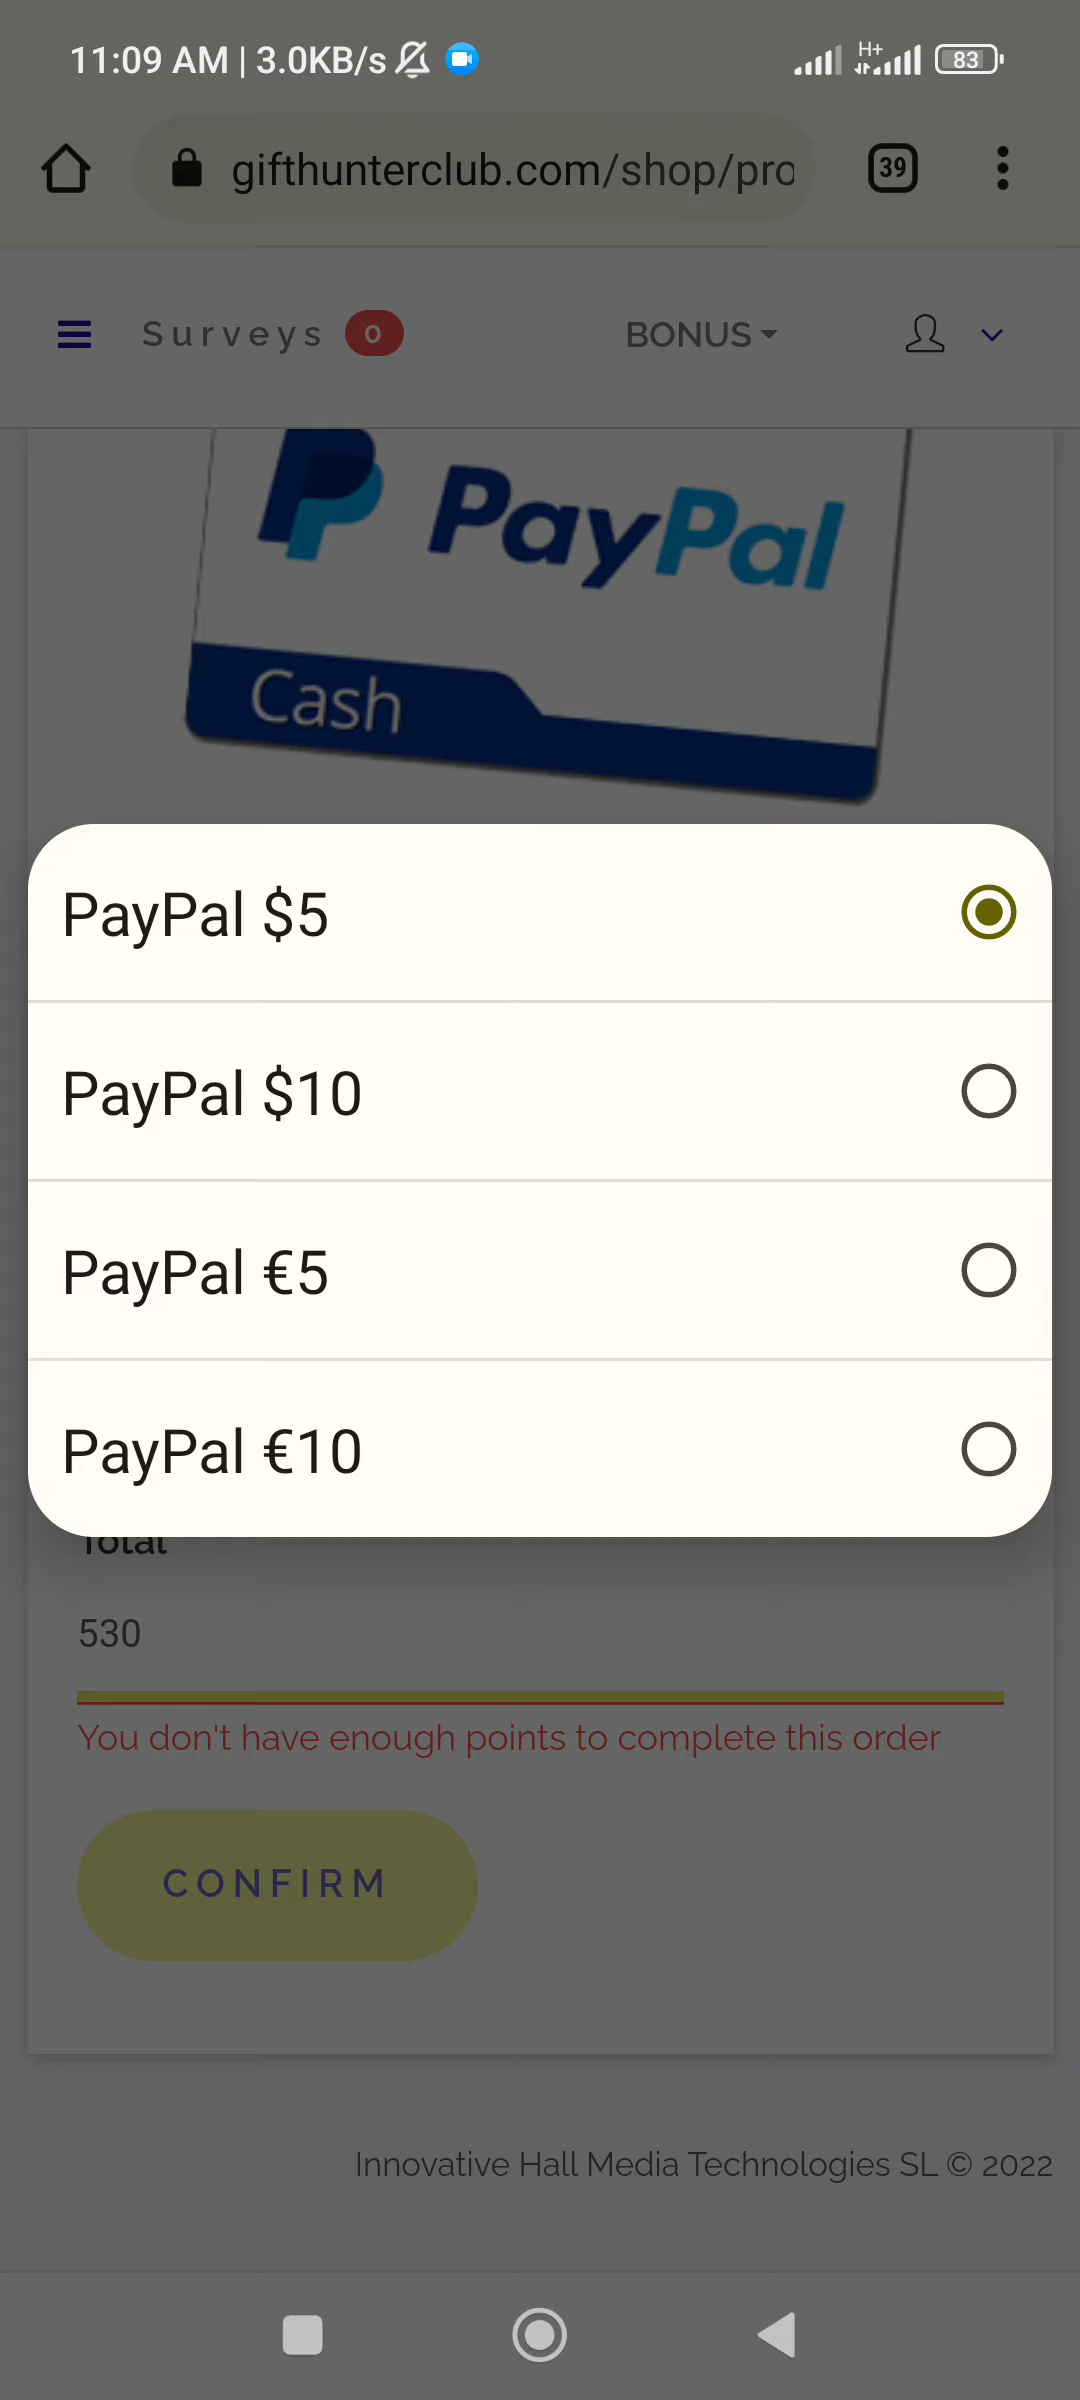 11:09 AM | 3.0KB/s
H+
83
gifthunterclub.com/shop/pro
39
Surveys 0
BONUS
PayPal
Cash
PayPal $5
PayPal $10
PayPal €5
PayPal €10
Total
530
You don't have enough points to complete this order
CONFIRM
Innovative Hall Media Technologies SL © 2022